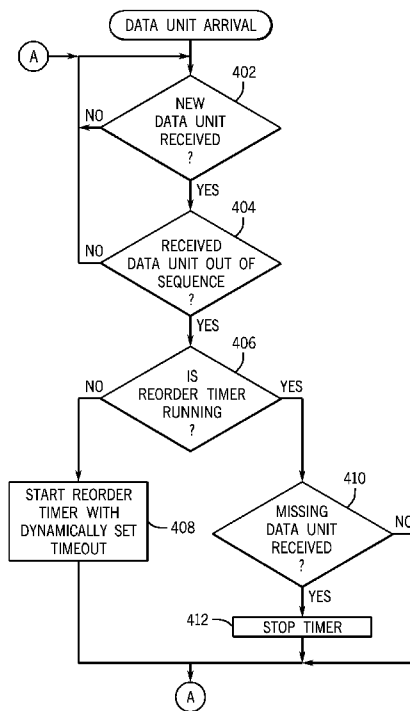 DATA UNIT ARRIVAL
A
402
NEW
DATA UNIT
RECEIVED
?
NO
YES
404
RECEIVED
DATA UNIT OUT OF
SEQUENCE
?
NO
YES
406
IS
REORDER TIMER
RUNNING
?
NO
YES
START REORDER
TIMER WITH
DYNAMICALLY SET
TIMEOUT
408
410
MISSING
DATA UNIT
RECEIVED
?
NO
YES
412
STOP TIMER
A